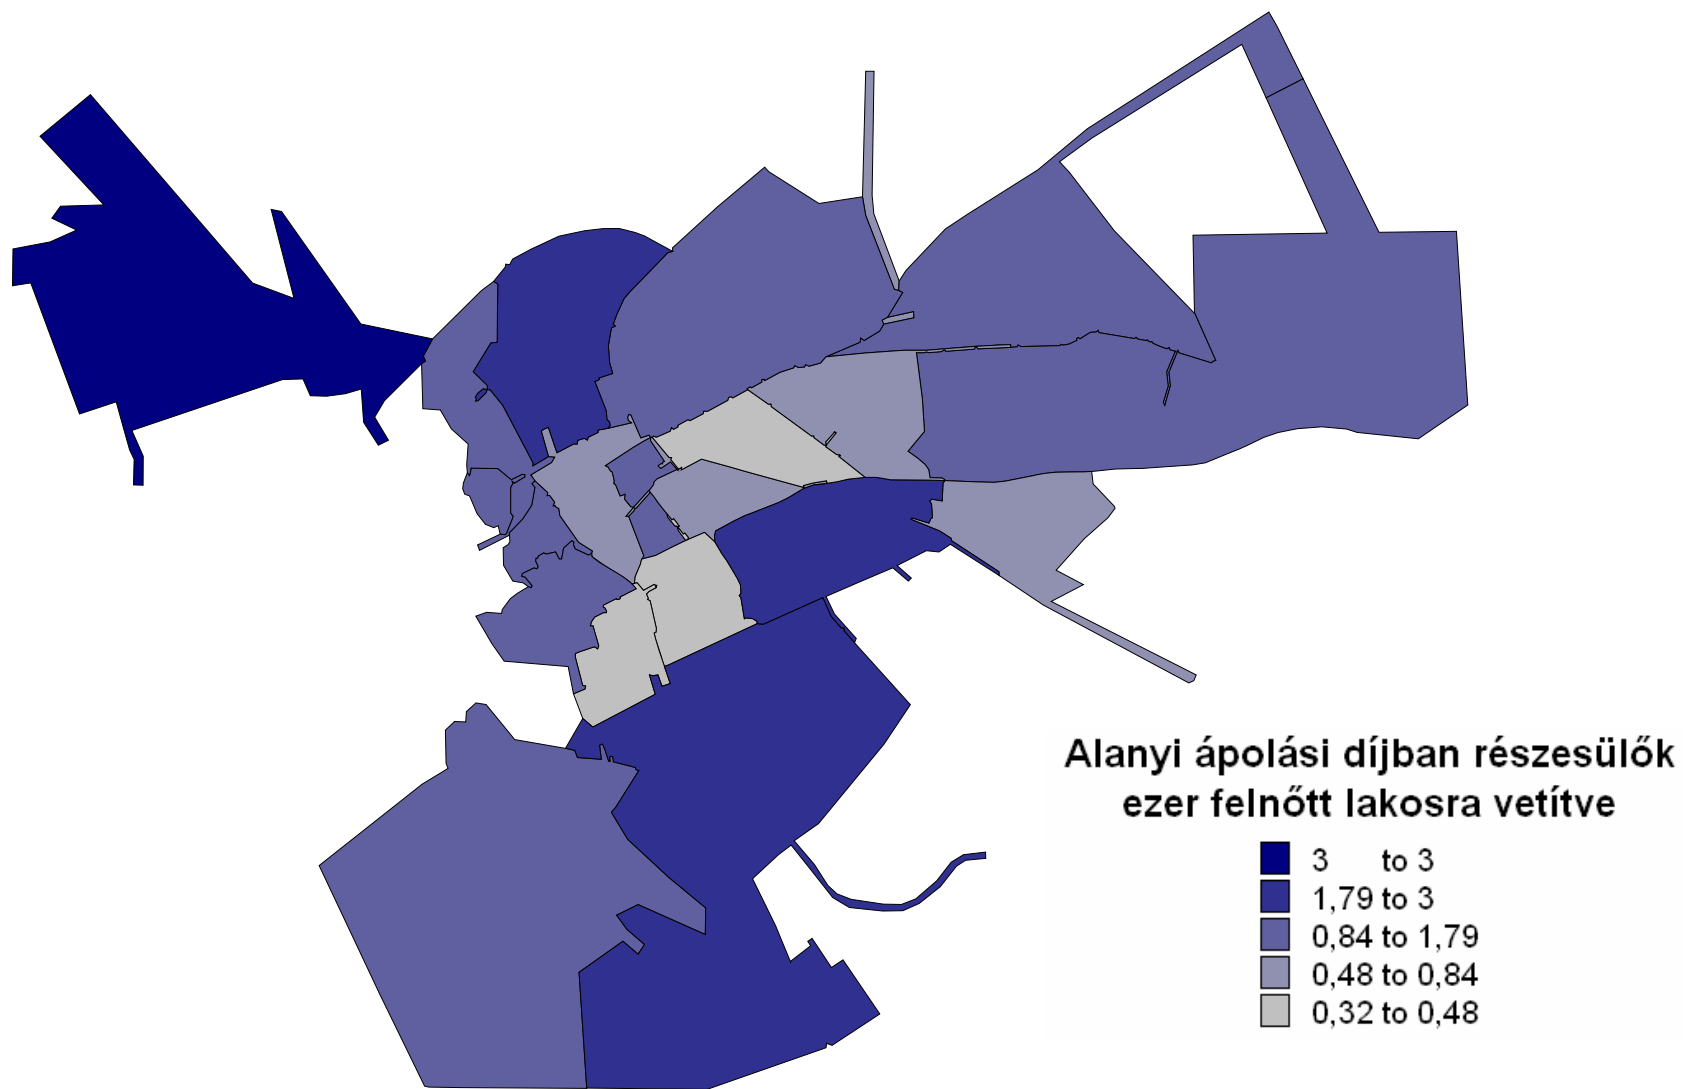 Alanyi ápolási díjban részesülők
ezer felnőtt lakosra vetítve
3 to 3
1,79 to 3
0,84 to 1,79
0,48 to 0,84
0,32 to 0,48